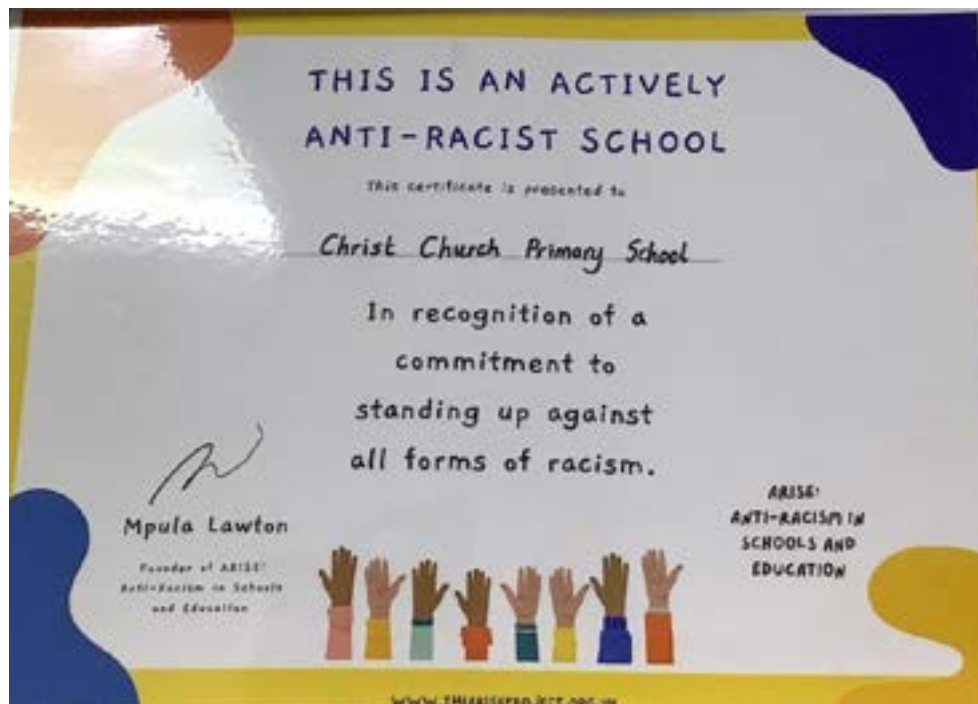 THIS IS AN ACTIVELY
ANTI-RACIST SCHOOL
This certificate is presented to
Christ Church Primary School
In recognition of a
commitment to
standing up against
all forms of racism.
Mpula Lawton
Founder of ARISE:
Anti-Racism in Schools
and Education
ARISE:
ANTI-RACISM IN
SCHOOLS AND
EDUCATION